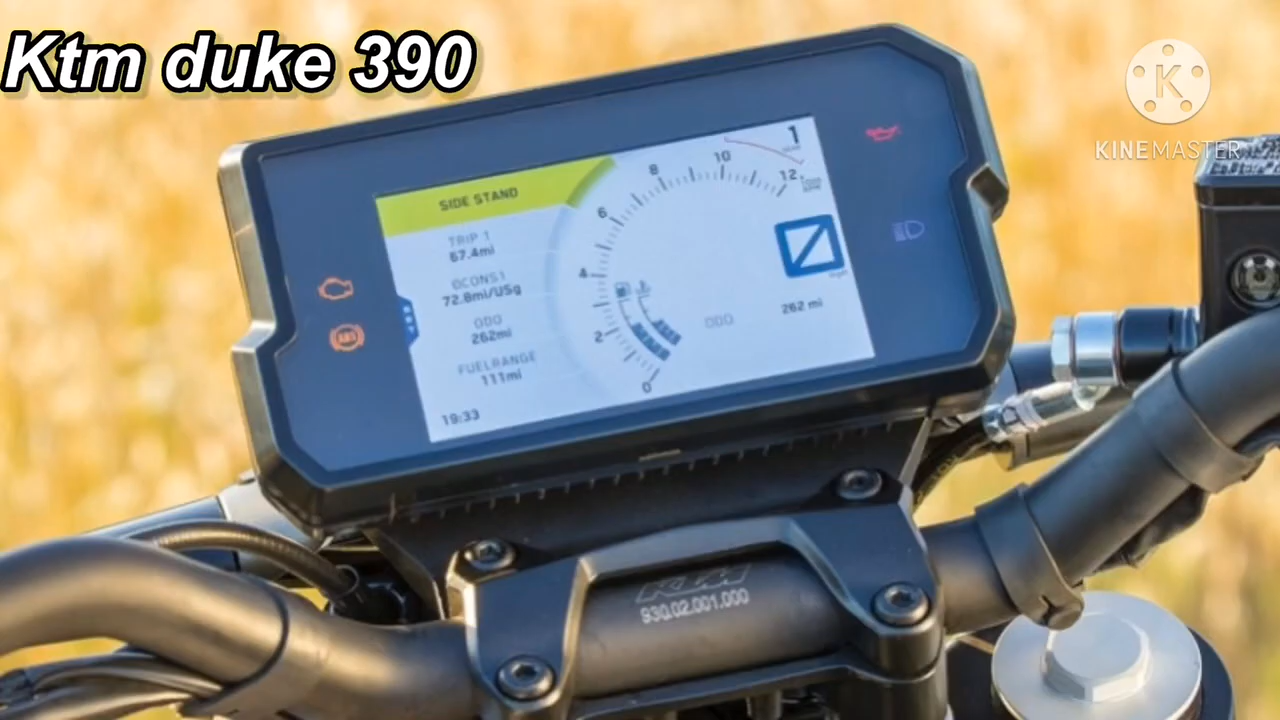 Ktm duke 390
K
KINEMASTER
SIDE STAND
TRIP 1
67.4mi
ØCONS1
72.8mi/USg
ODO
262mi
FUELRANGE
111mi
19:33
0
2
4
6
8
10
12
1
ODO
262 mi
ABS
KTM
930.02.001.000